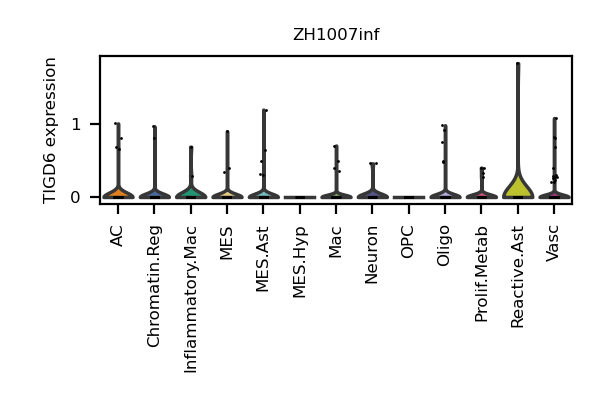 ZH1007inf
TIGD6 expression
1
0
AC
Chromatin.Reg
Inflammatory.Mac
MES
MES.Ast
MES.Hyp
Mac
Neuron
OPC
Oligo
Prolif.Metab
Reactive.Ast
Vasc